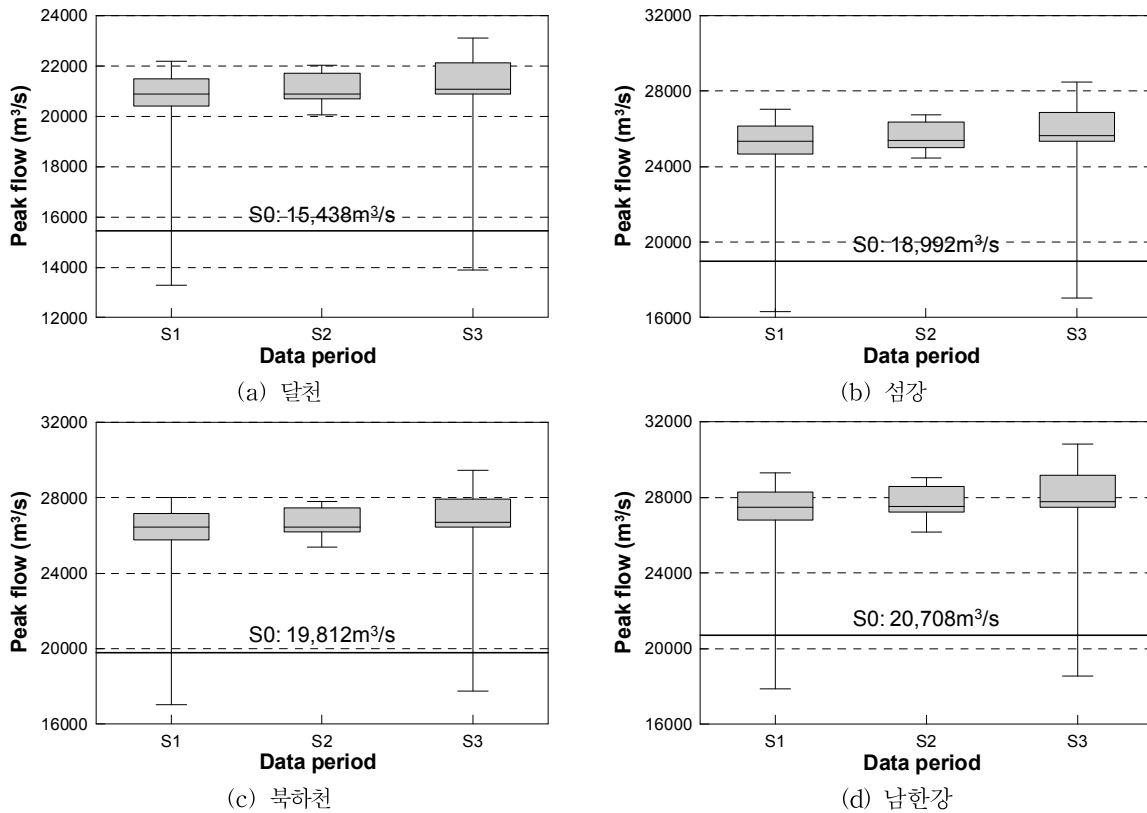 24000
22000
20000
18000
16000
14000
12000
Peak flow (m³/s)
S0: 15,438m³/s
S1 S2 S3
Data period
(a) 달천
32000
28000
24000
20000
16000
Peak flow (m³/s)
S0: 18,992m³/s
S1 S2 S3
Data period
(b) 섬강
32000
28000
24000
20000
16000
Peak flow (m³/s)
S0: 19,812m³/s
S1 S2 S3
Data period
(c) 북하천
32000
28000
24000
20000
16000
Peak flow (m³/s)
S0: 20,708m³/s
S1 S2 S3
Data period
(d) 남한강